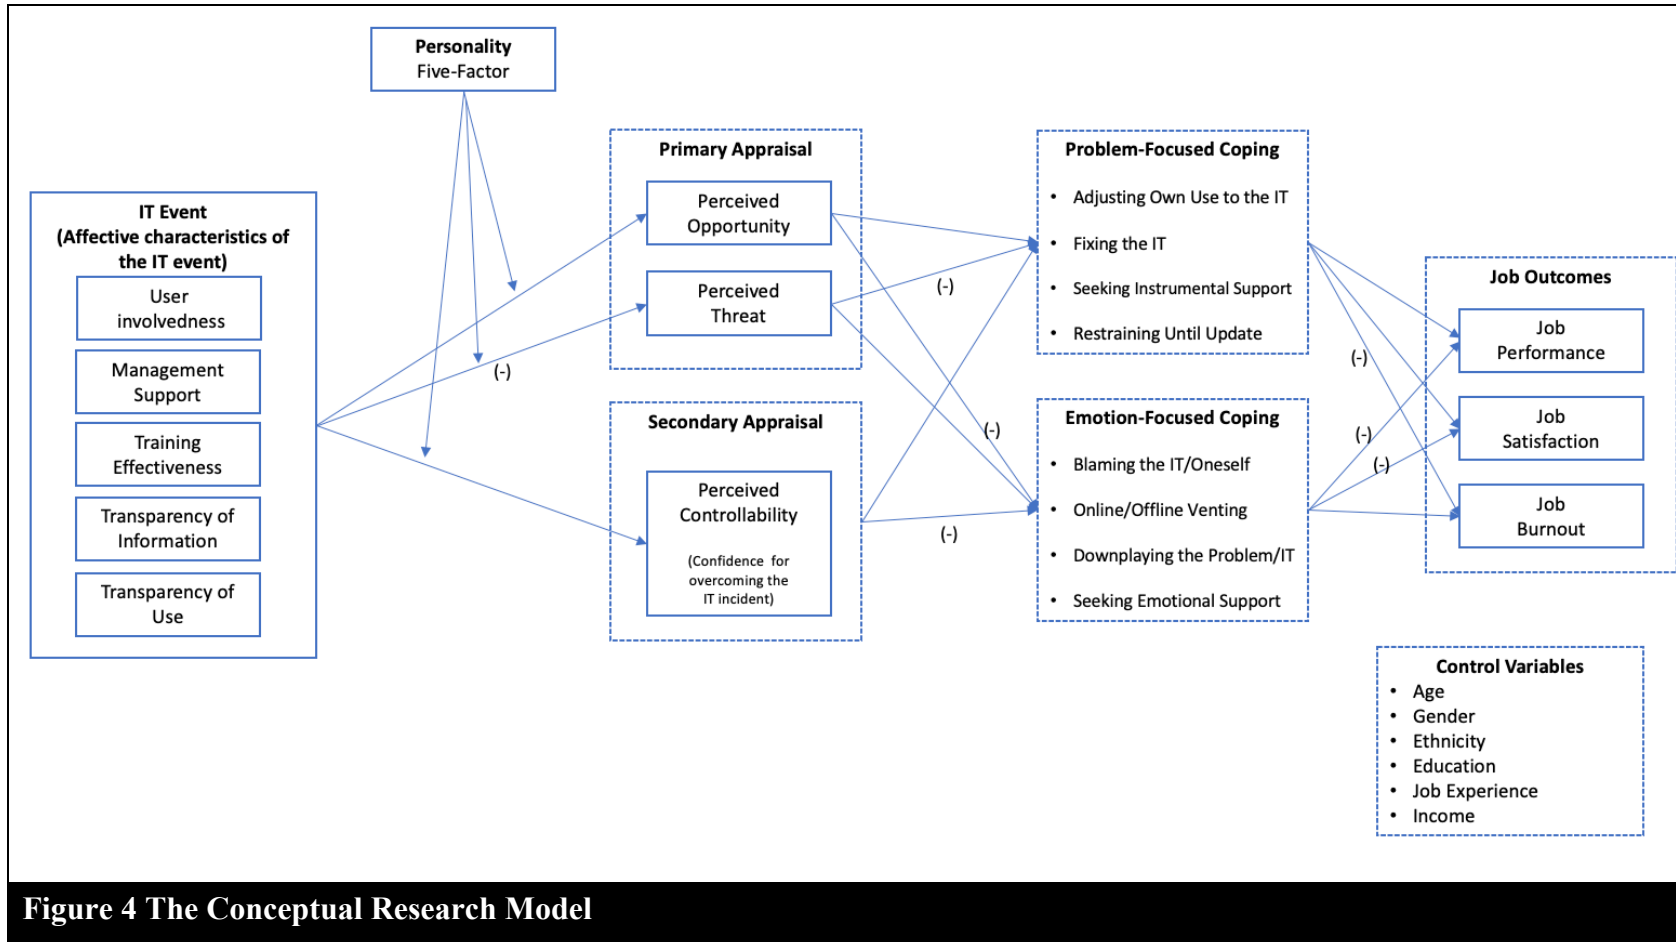 Personality
Five-Factor
IT Event
(Affective characteristics of
the IT event)
User
involvedness
Management
Support
Training
Effectiveness
Transparency of
Information
Transparency of
Use
(-)
Primary Appraisal
Perceived
Opportunity
Perceived
Threat
Secondary Appraisal
Perceived
Controllability
(Confidence for
overcoming the
IT incident)
(-)
(-)
(-)
Problem-Focused Coping
• Adjusting Own Use to the IT
• Fixing the IT
• Seeking Instrumental Support
• Restraining Until Update
Emotion-Focused Coping
• Blaming the IT/Oneself
• Online/Offline Venting
• Downplaying the Problem/IT
• Seeking Emotional Support
(-)
(-)
(-)
Job Outcomes
Job
Performance
Job
Satisfaction
Job
Burnout
Control Variables
• Age
• Gender
• Ethnicity
• Education
• Job Experience
• Income
Figure 4 The Conceptual Research Model